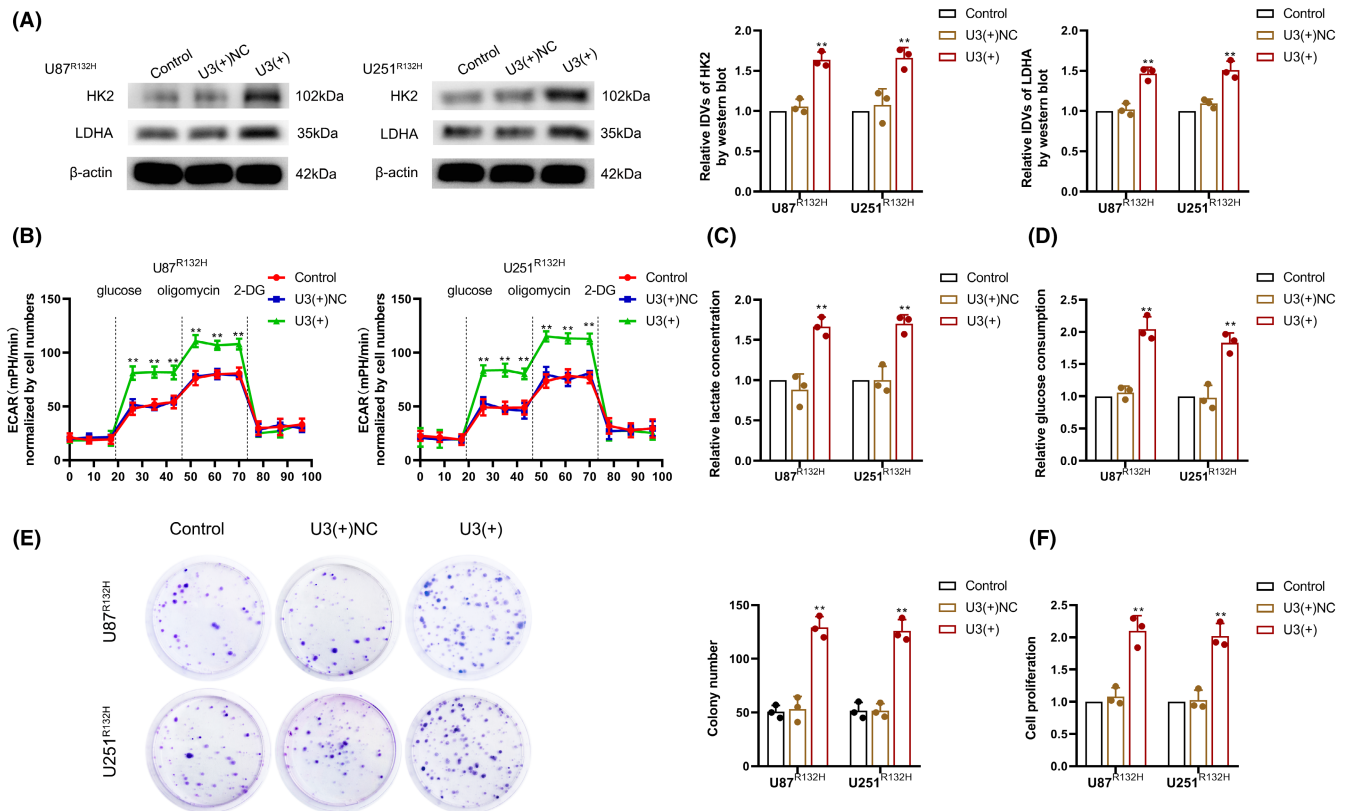 (A)
Control U3(+)NC U3(+)
U87R132H
HK2 102kDa
LDHA 35kDa
β-actin 42kDa
Control U3(+)NC U3(+)
U251R132H
HK2 102kDa
LDHA 35kDa
β-actin 42kDa
Control
U3(+)NC
U3(+)
Relative IDVs of HK2
by western blot
2.0
1.5
1.0
0.5
0.0
** **
U87R132H U251R132H
Control
U3(+)NC
U3(+)
Relative IDVs of LDHA
by western blot
2.0
1.5
1.0
0.5
0.0
** **
U87R132H U251R132H
(B)
U87R132H
glucose oligomycin 2-DG
Control
U3(+)NC
U3(+)
ECAR (mPH/min)
normalized by cell numbers
150
100
50
0
** ** ** ** ** **
0 10 20 30 40 50 60 70 80 90 100
U251R132H
glucose oligomycin 2-DG
Control
U3(+)NC
U3(+)
ECAR (mPH/min)
normalized by cell numbers
150
100
50
0
** ** ** ** ** **
0 10 20 30 40 50 60 70 80 90 100
(C)
Control
U3(+)NC
U3(+)
Relative lactate concentration
2.0
1.5
1.0
0.5
0.0
** **
U87R132H U251R132H
(D)
Control
U3(+)NC
U3(+)
Relative glucose consumption
2.5
2.0
1.5
1.0
0.5
0.0
** **
U87R132H U251R132H
(E)
Control U3(+)NC U3(+)
U87R132H
U251R132H
Control
U3(+)NC
U3(+)
Colony number
150
100
50
0
** **
U87R132H U251R132H
(F)
Control
U3(+)NC
U3(+)
Cell proliferation
2.5
2.0
1.5
1.0
0.5
0.0
** **
U87R132H U251R132H